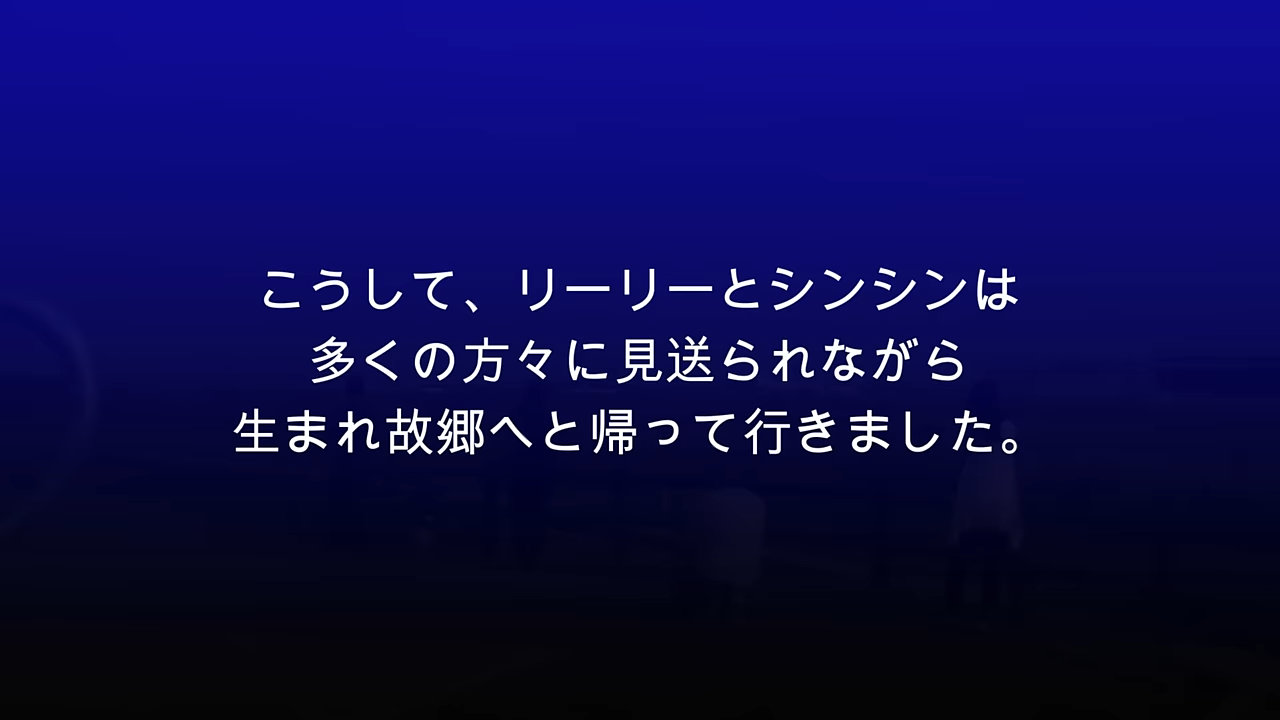 こうして、リーリーとシンシンは
多くの方々に見送られながら
生まれ故郷へと帰って行きました。